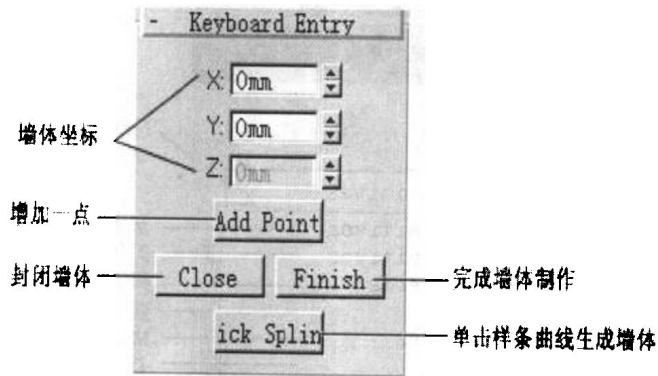 - Keyboard Entry
X: 0mm
Y: 0mm
墙体坐标
Z: 0mm
增加一点
Add Point
封闭墙体
Close
Finish
完成墙体制作
ick Splin
单击样条曲线生成墙体